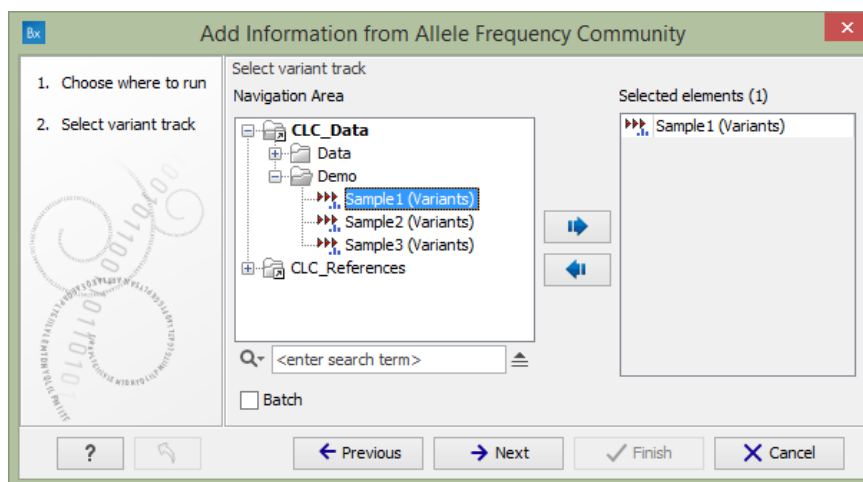 Bx
Add Information from Allele Frequency Community
1. Choose where to run
2. Select variant track
Select variant track
Navigation Area
CLC_Data
Data
Demo
Sample1 (Variants)
Sample2 (Variants)
Sample3 (Variants)
CLC_References
<enter search term>
Batch
Selected elements (1)
Sample1 (Variants)
?
Previous
Next
Finish
Cancel